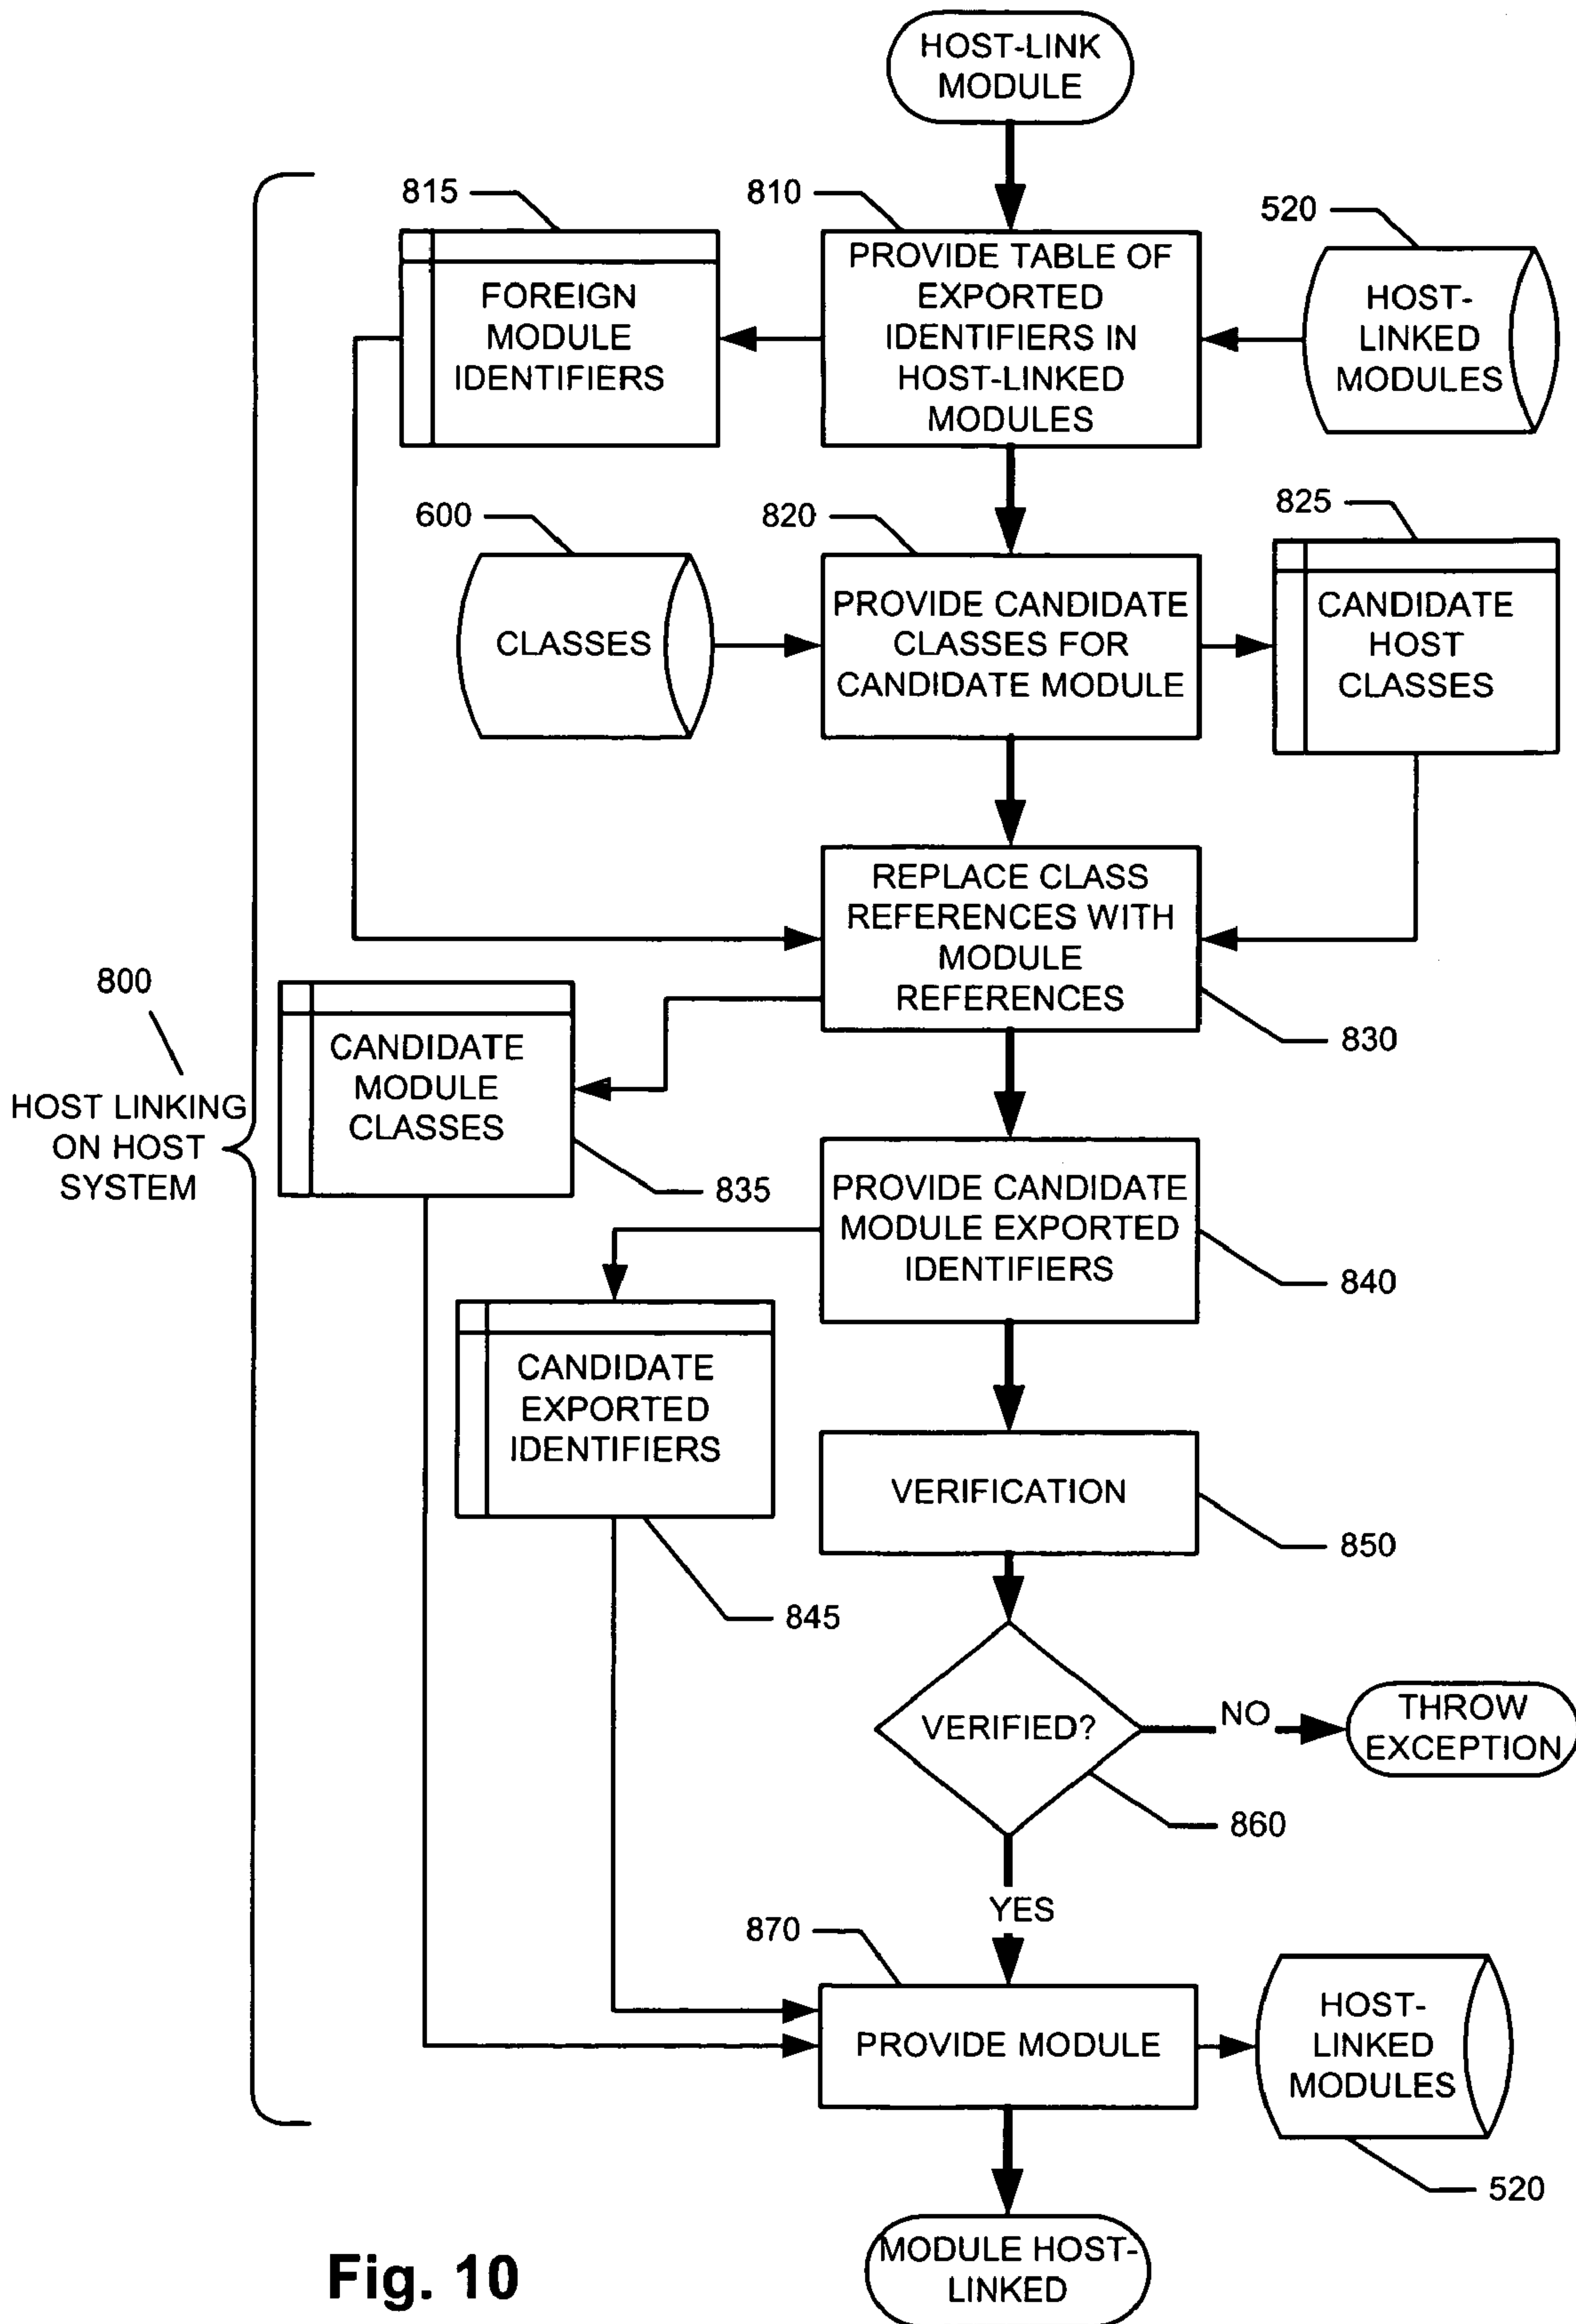 HOST-LINK
MODULE
815
810
520
PROVIDE TABLE OF
EXPORTED
IDENTIFIERS IN
HOST-LINKED
MODULES
FOREIGN
MODULE
IDENTIFIERS
HOST-
LINKED
MODULES
600
820
825
CLASSES
PROVIDE CANDIDATE
CLASSES FOR
CANDIDATE MODULE
CANDIDATE
HOST
CLASSES
REPLACE CLASS
REFERENCES WITH
MODULE
REFERENCES
830
800
HOST LINKING
ON HOST
SYSTEM
CANDIDATE
MODULE
CLASSES
835
PROVIDE CANDIDATE
MODULE EXPORTED
IDENTIFIERS
840
CANDIDATE
EXPORTED
IDENTIFIERS
845
VERIFICATION
850
VERIFIED?
NO
THROW
EXCEPTION
860
YES
870
PROVIDE MODULE
HOST-
LINKED
MODULES
520
MODULE HOST-
LINKED
Fig. 10